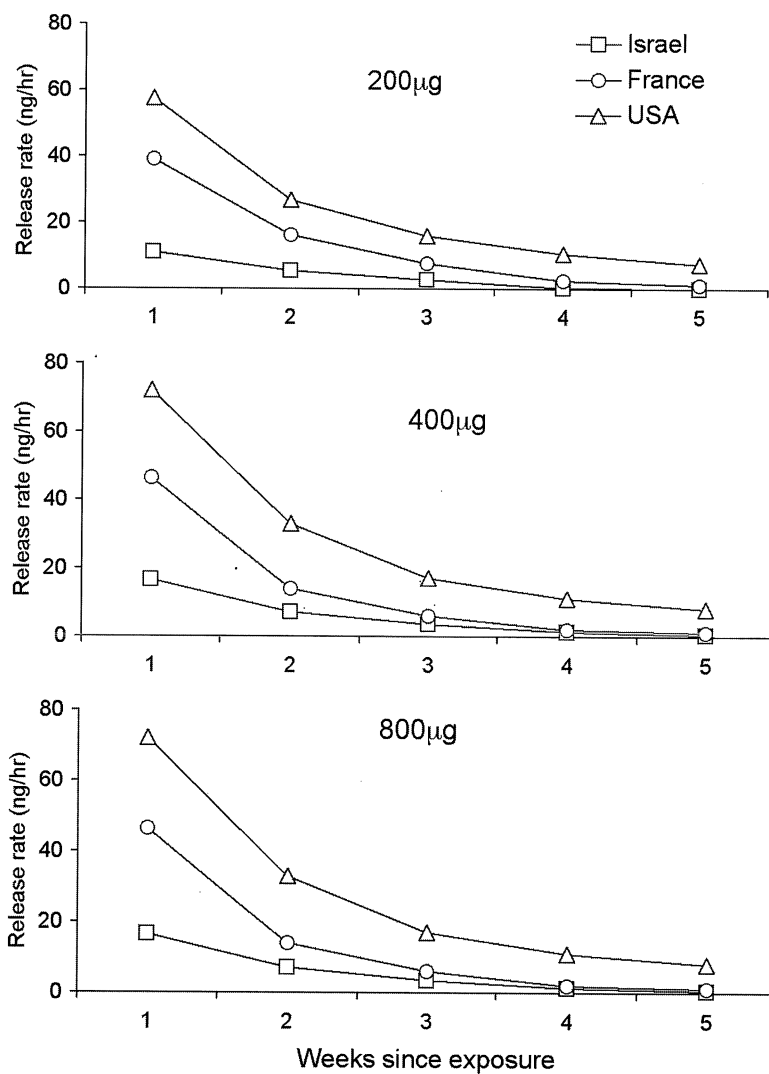 80
60
40
20
0
Release rate (ng/hr)
200μg
Israel
France
USA
1 2 3 4 5
80
60
40
20
0
Release rate (ng/hr)
400μg
1 2 3 4 5
80
60
40
20
0
Release rate (ng/hr)
800μg
1 2 3 4 5
Weeks since exposure